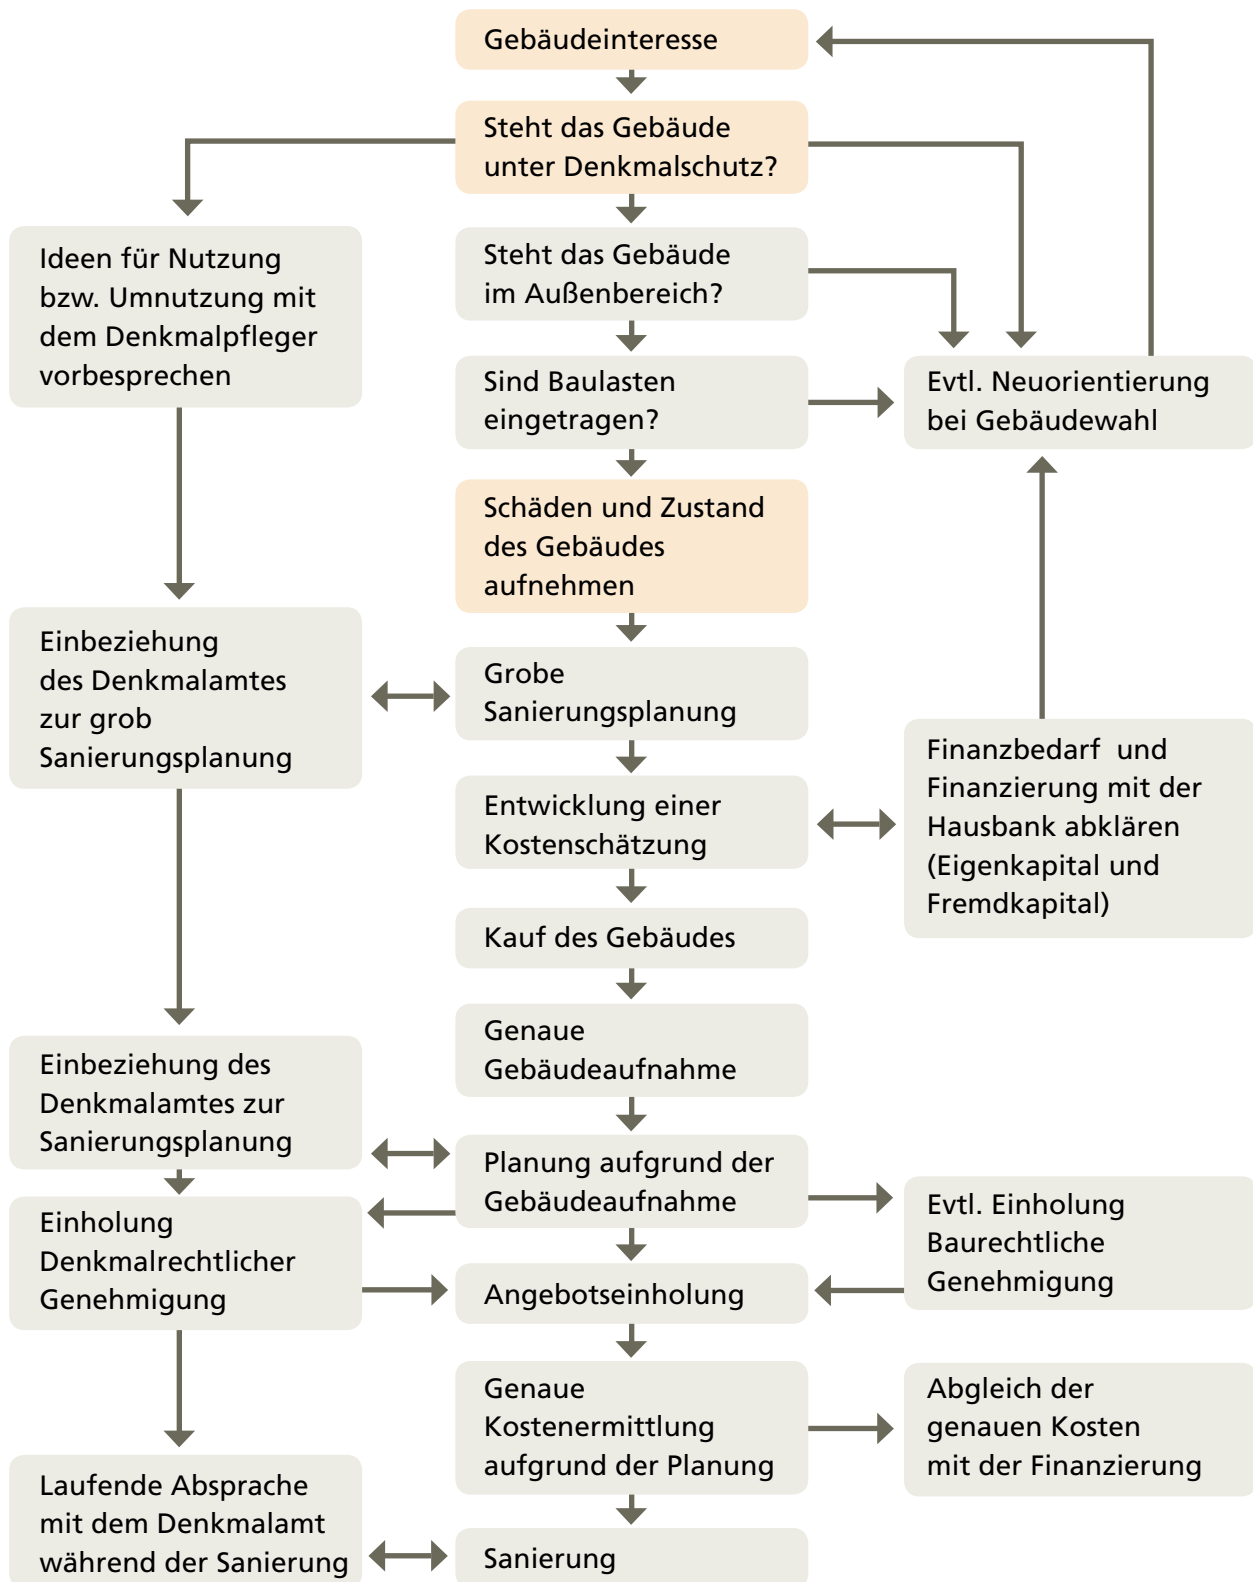 Gebäudeinteresse
Steht das Gebäude
unter Denkmalschutz?
Ideen für Nutzung
bzw. Umnutzung mit
dem Denkmalpfleger
vorbesprechen
Steht das Gebäude
im Außenbereich?
Sind Baulasten
eingetragen?
Evtl. Neuorientierung
bei Gebäudewahl
Schäden und Zustand
des Gebäudes
aufnehmen
Einbeziehung
des Denkmalamtes
zur grob
Sanierungsplanung
Grobe
Sanierungsplanung
Finanzbedarf und
Finanzierung mit der
Hausbank abklären
(Eigenkapital und
Fremdkapital)
Entwicklung einer
Kostenschätzung
Kauf des Gebäudes
Genaue
Gebäudeaufnahme
Einbeziehung des
Denkmalamtes zur
Sanierungsplanung
Planung aufgrund der
Gebäudeaufnahme
Evtl. Einholung
Baurechtliche
Genehmigung
Einholung
Denkmalrechtlicher
Genehmigung
Angebotseinholung
Genaue
Kostenermittlung
aufgrund der Planung
Abgleich der
genauen Kosten
mit der Finanzierung
Laufende Absprache
mit dem Denkmalamt
während der Sanierung
Sanierung